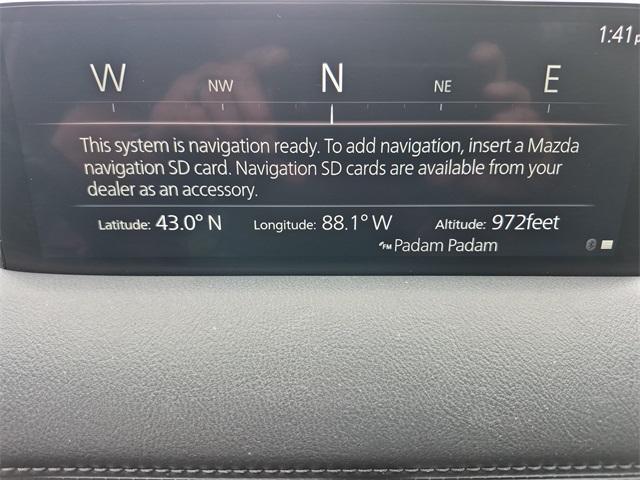 1:41
W NW N NE E
This system is navigation ready. To add navigation, insert a Mazda
navigation SD card. Navigation SD cards are available from your
dealer as an accessory.
Latitude: 43.0° N Longitude: 88.1° W Altitude: 972feet
FM Padam Padam